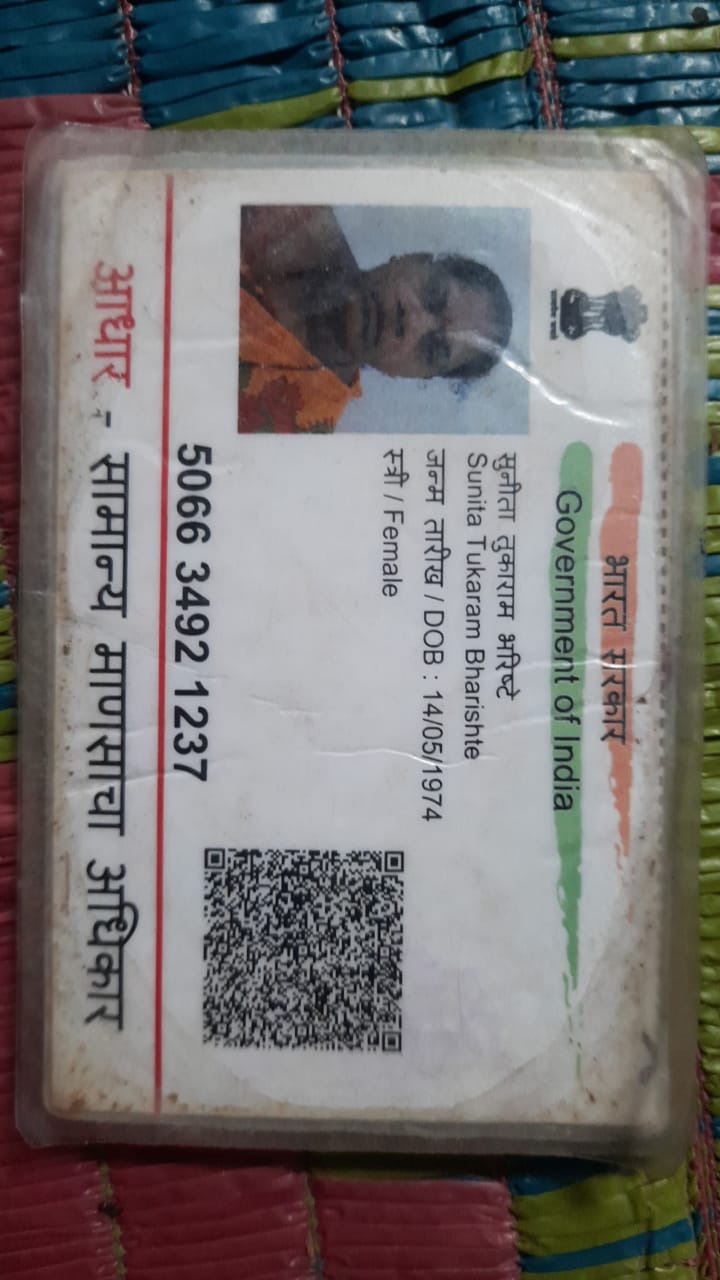 भारत सरकार
Government of India
सुनीता तुकाराम भरिष्टे
Sunita Tukaram Bharishte
जन्म तारीख / DOB : 14/05/1974
स्त्री / Female
5066 3492 1237
आधार - सामान्य माणसाचा अधिकार